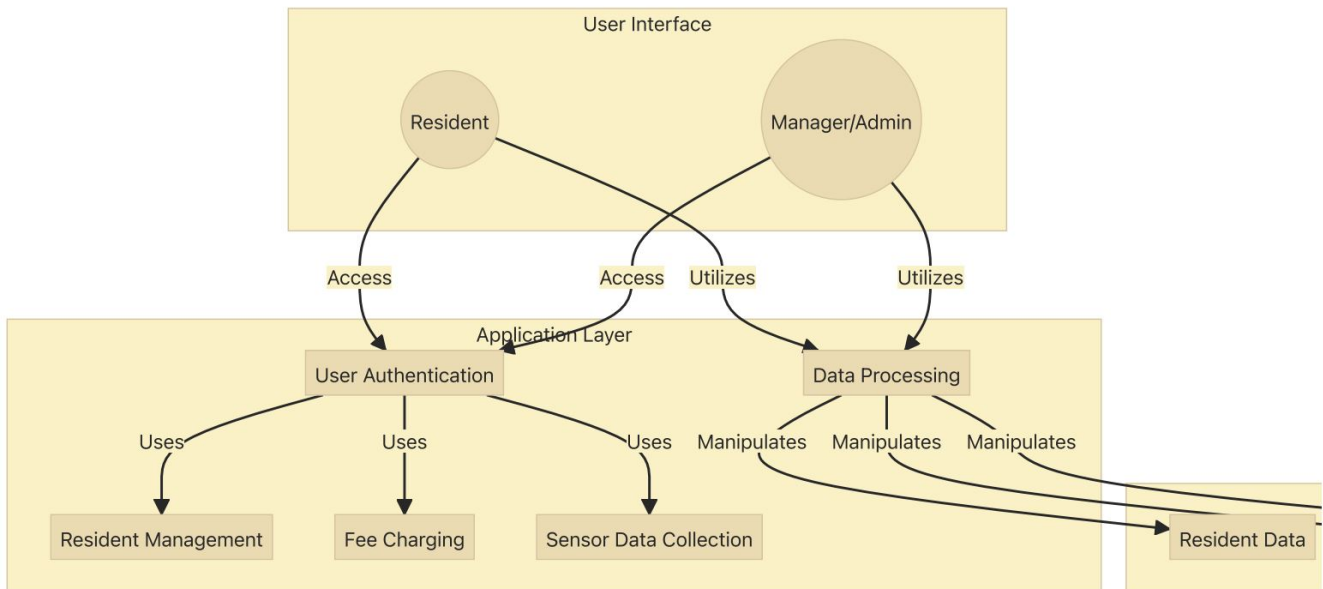 User Interface
Resident
Manager/Admin
Access
Access
Utilizes
Utilizes
Application Layer
User Authentication
Data Processing
Uses
Uses
Uses
Manipulates
Manipulates
Manipulates
Resident Management
Fee Charging
Sensor Data Collection
Resident Data